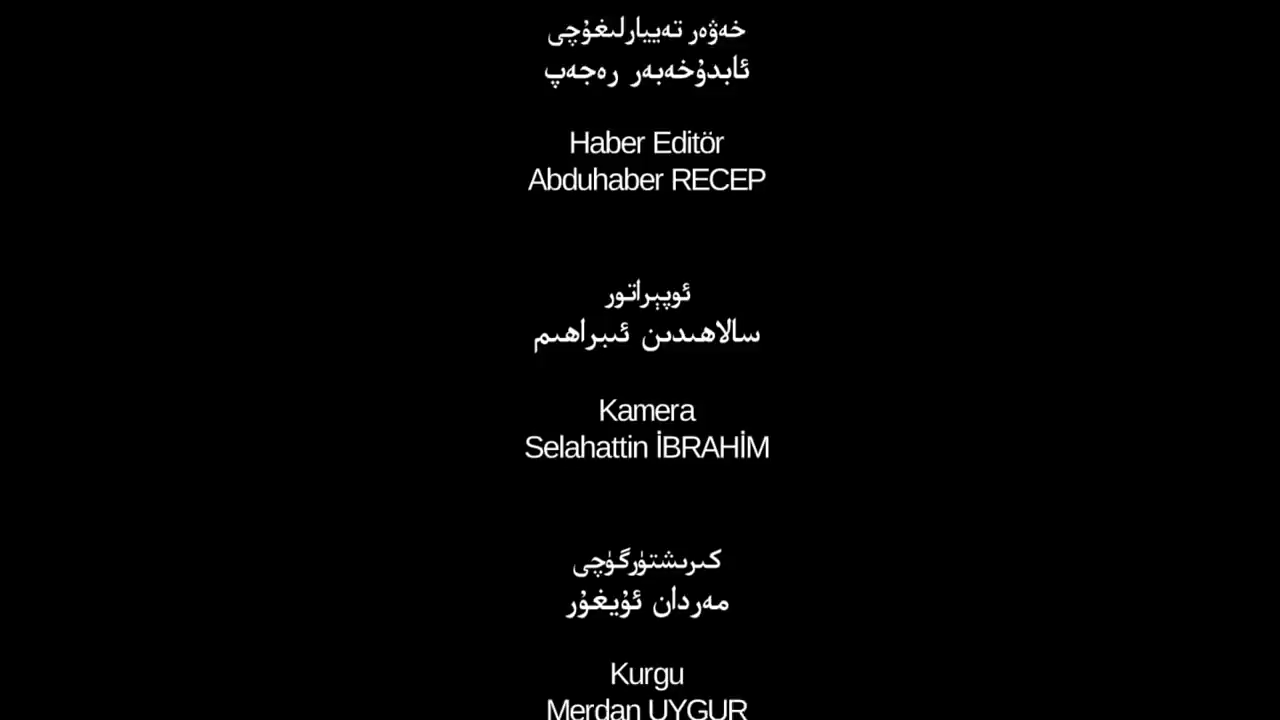 خەۋەر تەييارلىغۇچى
ئابدۇخەبەر رەجەپ
Haber Editör
Abduhaber RECEP
ئوپېراتور
سالاھىدىن ئىبراھىم
Kamera
Selahattin İBRAHİM
كىرىشتۈرگۈچى
مەردان ئۇيغۇر
Kurgu
Merdan UYGUR